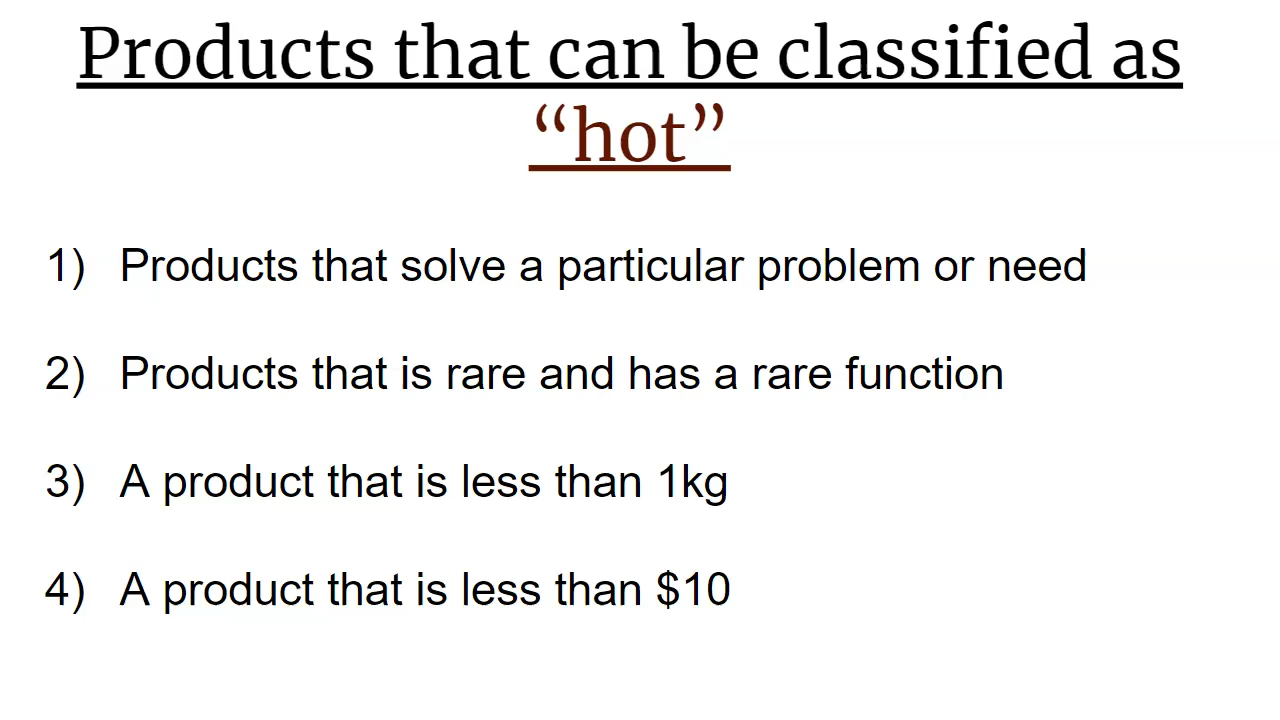 Products that can be classified as
“hot”
1) Products that solve a particular problem or need
2) Products that is rare and has a rare function
3) A product that is less than 1kg
4) A product that is less than $10